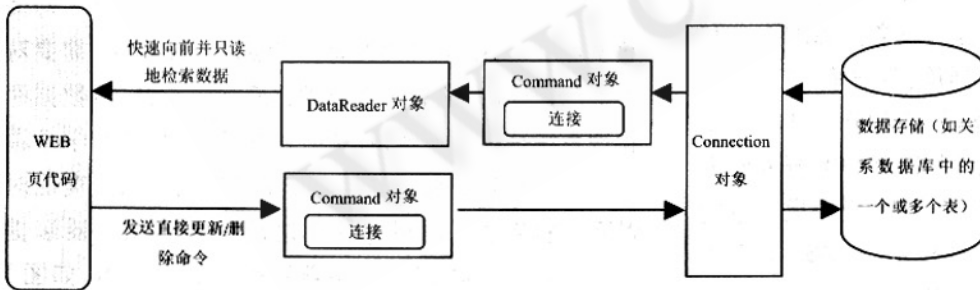 WEB
页代码
快速向前并只读
地检索数据
DataReader 对象
Command 对象
连接
Connection
对象
数据存储（如关
系数据库中的
一个或多个表）
发送直接更新/删
除命令
Command 对象
连接
www.c